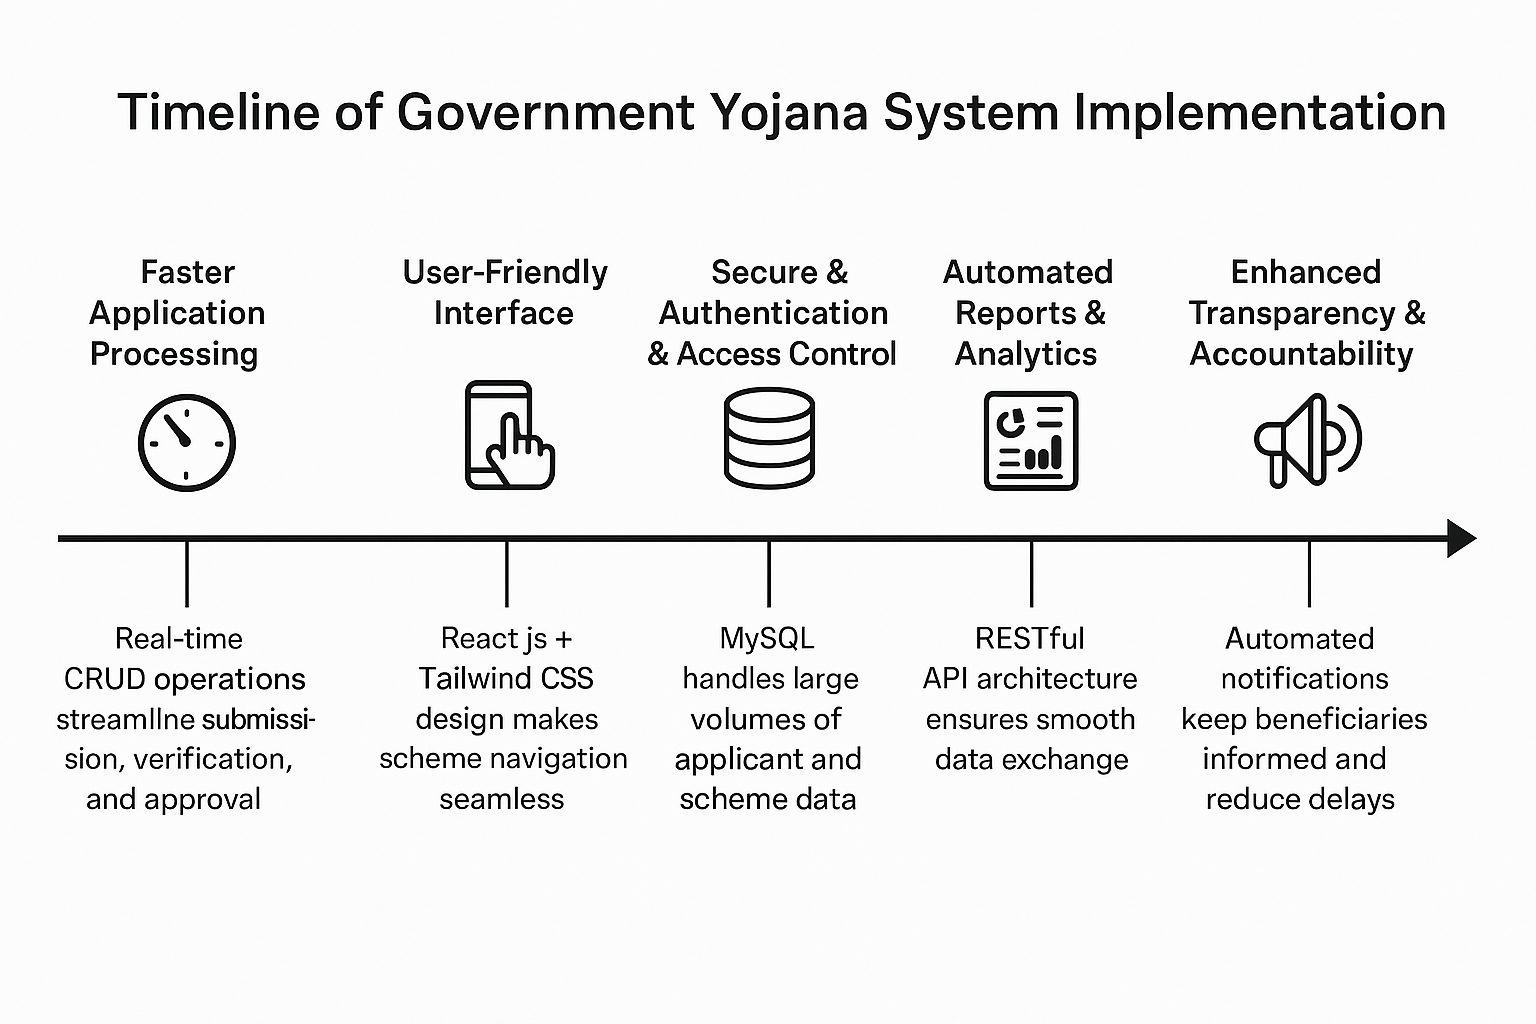 Timeline of Government Yojana System Implementation
Faster
Application
Processing
User-Friendly
Interface
Secure &
Authentication
& Access Control
Automated
Reports &
Analytics
Enhanced
Transparency &
Accountability
Real-time
CRUD operations
streamlIne submissi-
sion, verification,
and approval
React js +
Tailwind CSS
design makes
scheme navigation
seamless
MySQL
handles large
volumes of
applicant and
scheme data
RESTful
API architecture
ensures smooth
data exchange
Automated
notifications
keep beneficiaries
informed and
reduce delays